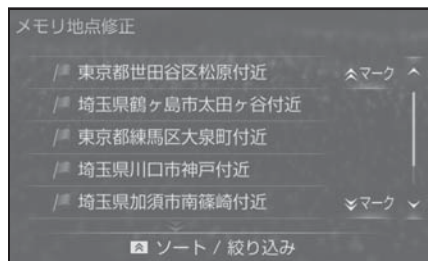 メモリ地点修正
東京都世田谷区松原付近
マーク
埼玉県鶴ヶ島市太田ヶ谷付近
東京都練馬区大泉町付近
埼玉県川口市神戸付近
埼玉県加須市南篠崎付近
マーク
ソート / 絞り込み